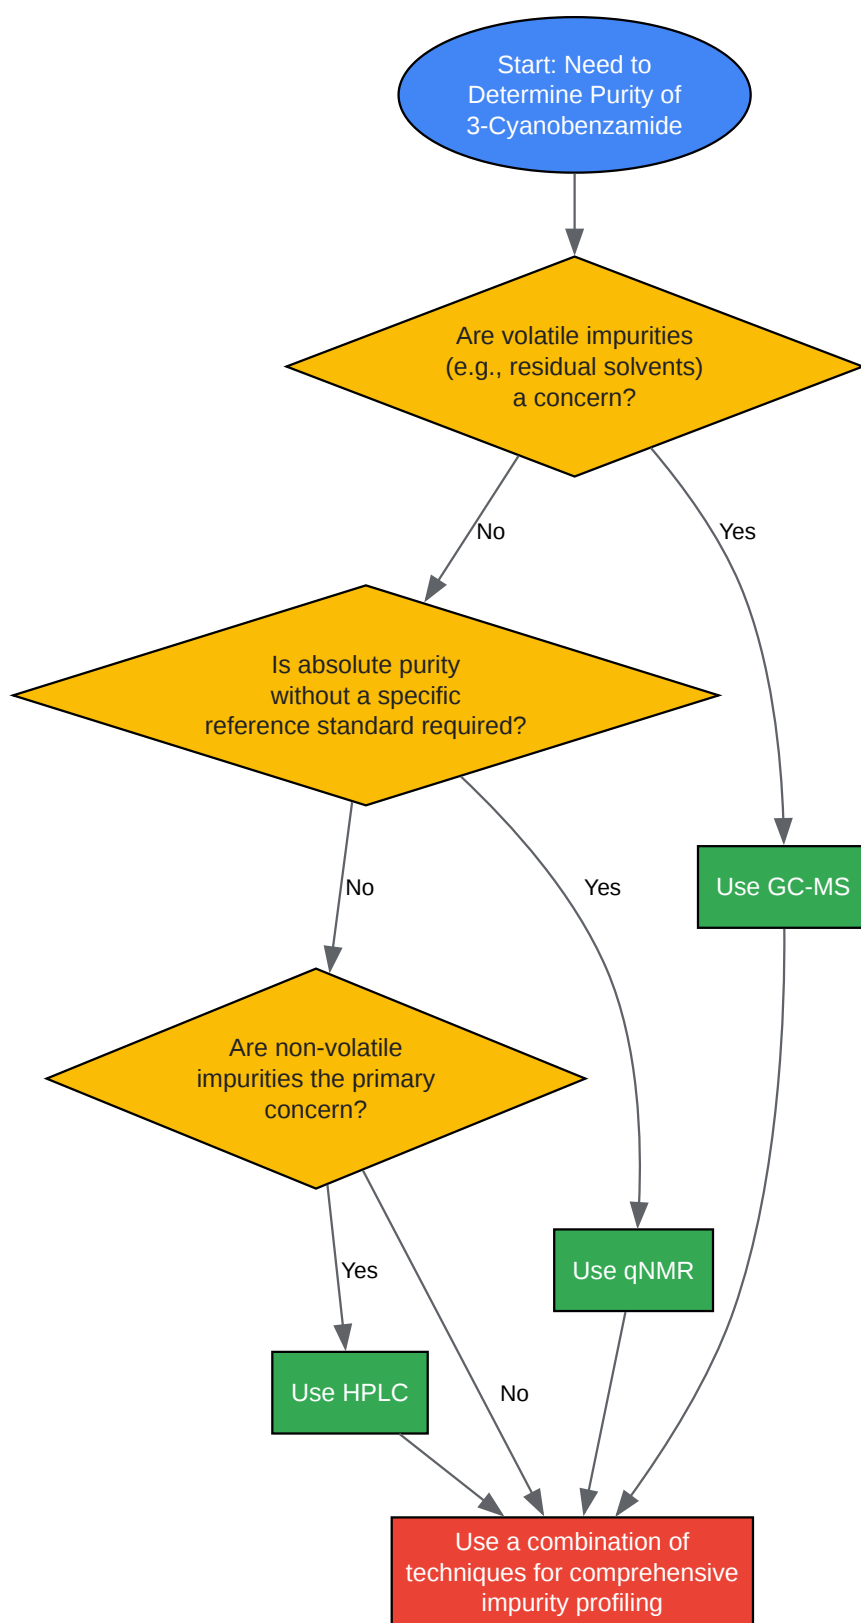 Start: Need to
Determine Purity of
3-Cyanobenzamide
Are volatile impurities
(e.g., residual solvents)
a concern?
No
Yes
Is absolute purity
without a specific
reference standard required?
No
Yes
Use GC-MS
Are non-volatile
impurities the primary
concern?
Yes
Use qNMR
Use HPLC
No
Use a combination of
techniques for comprehensive
impurity profiling